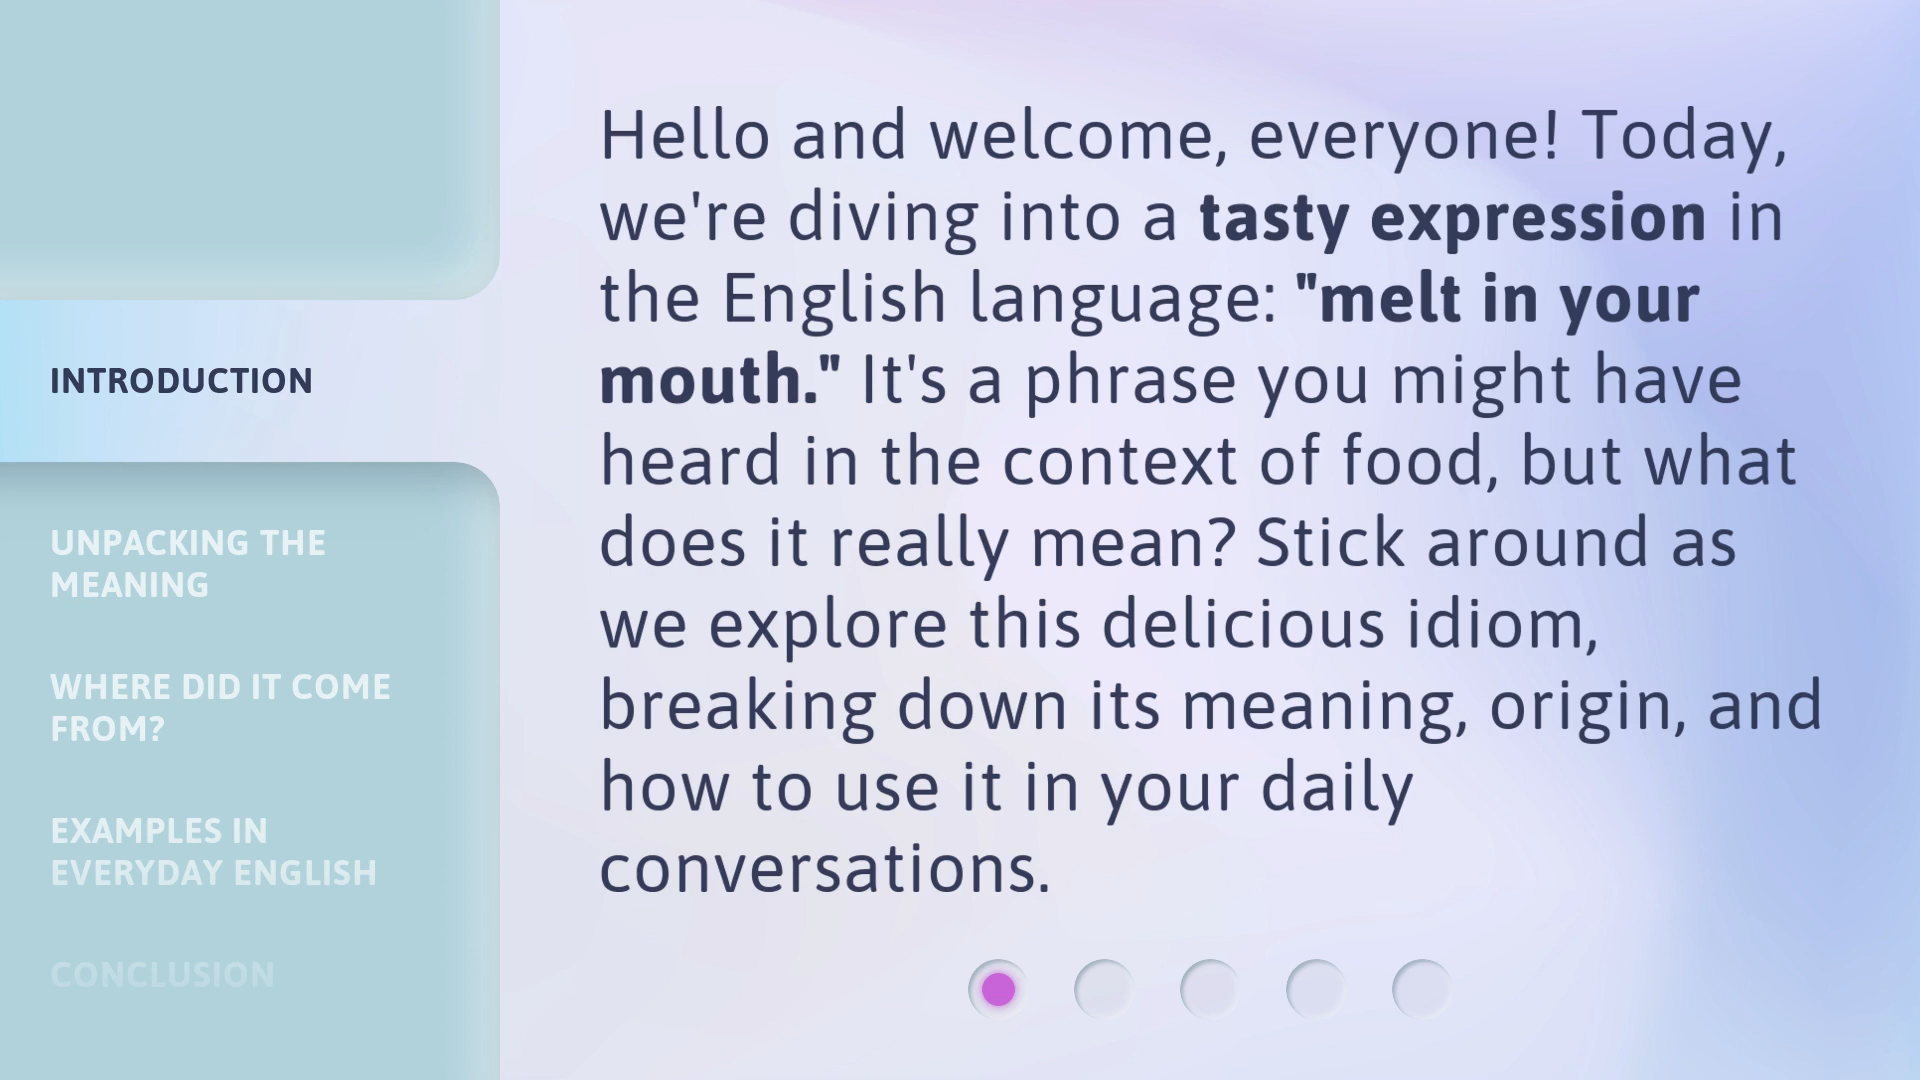 INTRODUCTION
UNPACKING THE
MEANING
WHERE DID IT COME
FROM?
EXAMPLES IN
EVERYDAY ENGLISH
CONCLUSION
Hello and welcome, everyone! Today,
we're diving into a tasty expression in
the English language: "melt in your
mouth." It's a phrase you might have
heard in the context of food, but what
does it really mean? Stick around as
we explore this delicious idiom,
breaking down its meaning, origin, and
how to use it in your daily
conversations.